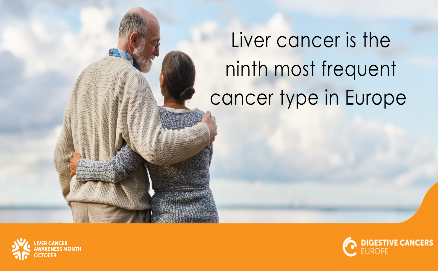 Liver cancer is the
ninth most frequent
cancer type in Europe
LIVER CANCER
AWARENESS MONTH
OCTOBER
DIGESTIVE CANCERS
EUROPE